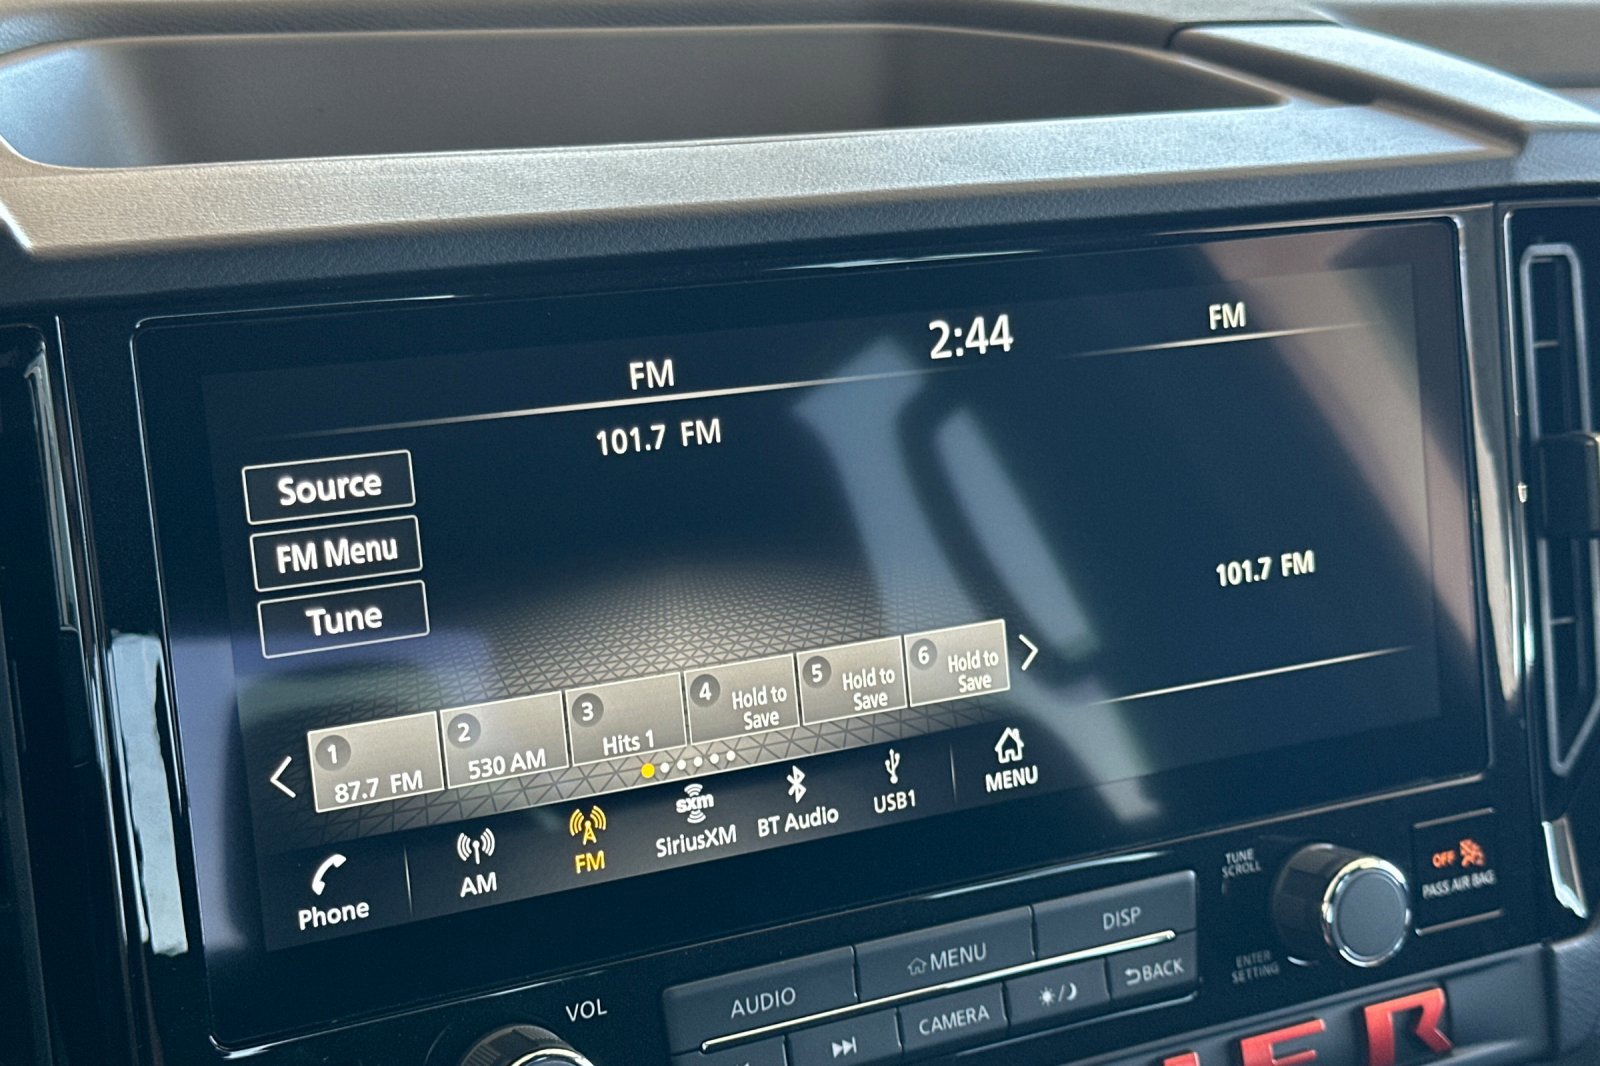 FM
2:44
FM
101.7 FM
Source
FM Menu
Tune
101.7 FM
1
87.7 FM
2
530 AM
3
Hits 1
4
Hold to
Save
5
Hold to
Save
6
Hold to
Save
Phone
AM
FM
sxm
SiriusXM
BT Audio
USB1
MENU
TUNE
SCROLL
OFF
PASS AIR BAG
ENTER
SETTING
VOL
AUDIO
MENU
DISP
CAMERA
BACK
IER